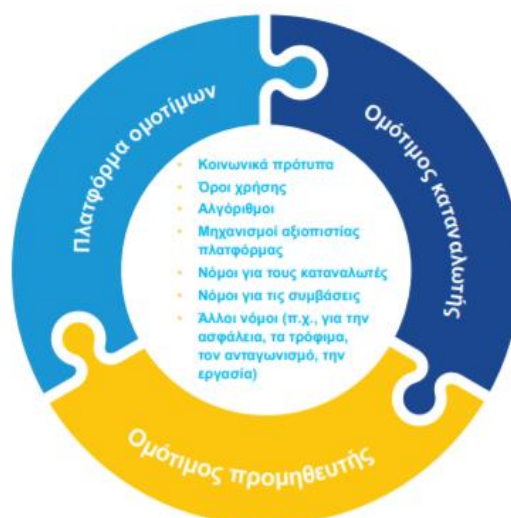 Πλατφόρμα ομοτίμων
Ομότιμος καταναλωτής
Κοινωνικά πρότυπα
Όροι χρήσης
Αλγόριθμοι
Μηχανισμοί αξιοπιστίας
πλατφόρμας
Νόμοι για τους καταναλωτές
Νόμοι για τις συμβάσεις
Άλλοι νόμοι (π.χ., για την
ασφάλεια, τα τρόφιμα,
τον ανταγωνισμό, την
εργασία)
Ομότιμος προμηθευτής